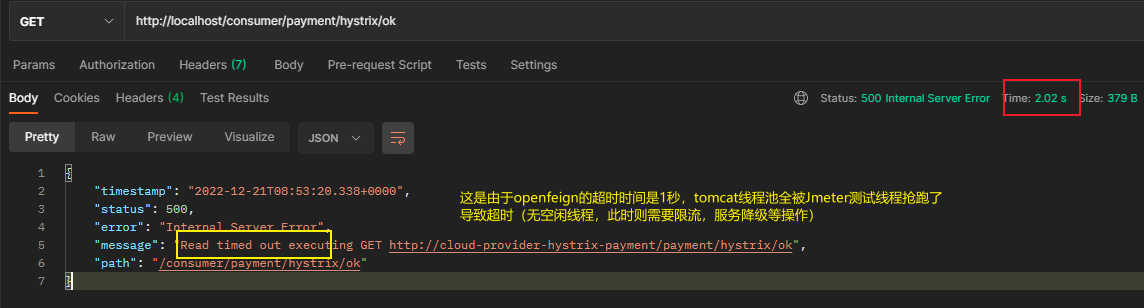 GET http://localhost/consumer/payment/hystrix/ok
Params Authorization Headers (7) Body Pre-request Script Tests Settings
Body Cookies Headers (4) Test Results Status: 500 Internal Server Error Time: 2.02 s Size: 379 B
Pretty Raw Preview Visualize JSON
1 {
2 "timestamp": "2022-12-21T08:53:20.338+0000",
3 "status": 500,
4 "error": "Internal Server Error",
5 "message": "Read timed out executing GET http://cloud-provider-hystrix-payment/payment/hystrix/ok",
6 "path": "/consumer/payment/hystrix/ok"
7 }
这是由于openfeign的超时时间是1秒，tomcat线程池全被Jmeter测试线程抢跑了
导致超时（无空闲线程，此时则需要限流，服务降级等操作）